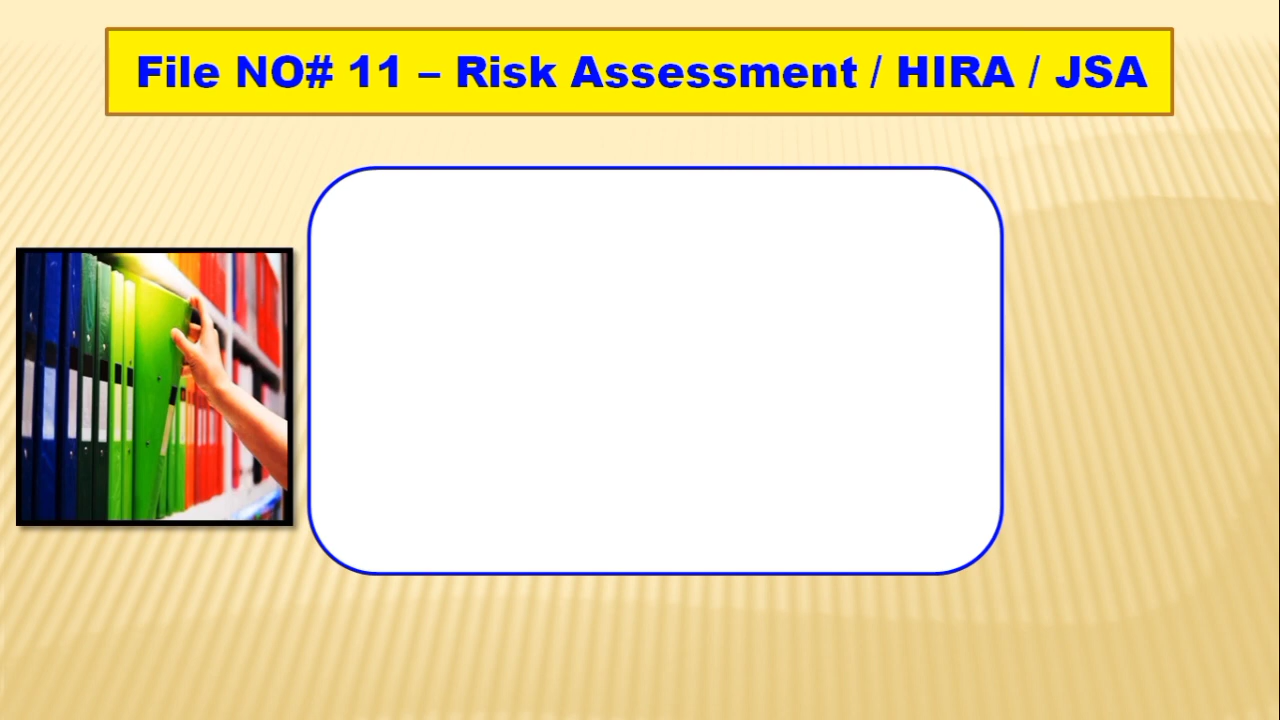 File NO# 11 – Risk Assessment / HIRA / JSA